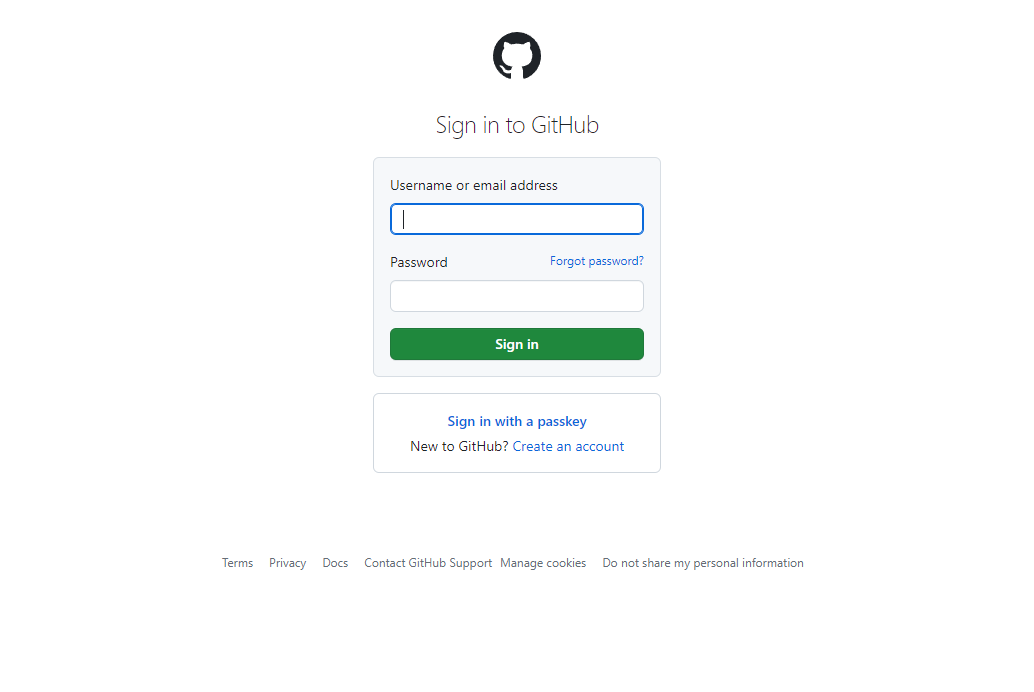 Sign in to GitHub
Username or email address
Password Forgot password?
Sign in
Sign in with a passkey
New to GitHub? Create an account
Terms Privacy Docs Contact GitHub Support Manage cookies Do not share my personal information